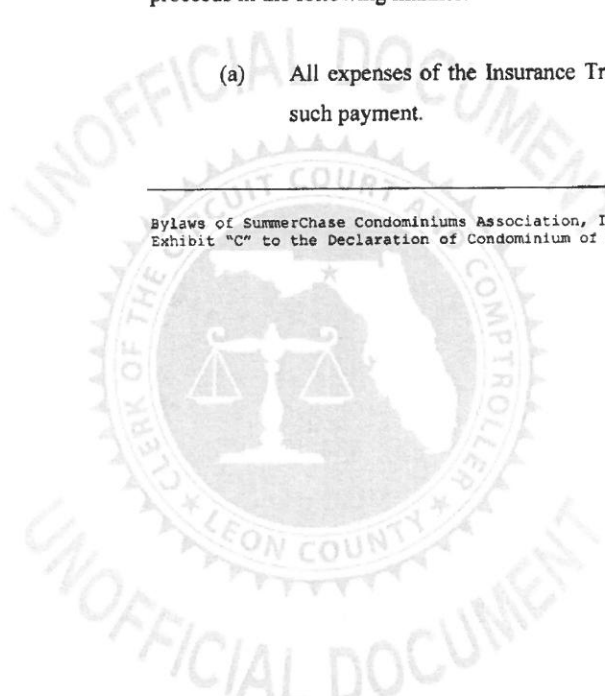 (a) All expenses of the Insurance Tr
such payment.
Bylaws of SummerChase Condominiums Association, I
Exhibit "C" to the Declaration of Condominium of
UNOFFICIAL DOCUMENT
CLERK OF THE CIRCUIT COURT AND COMPTROLLER
LEON COUNTY
UNOFFICIAL DOCUMENT